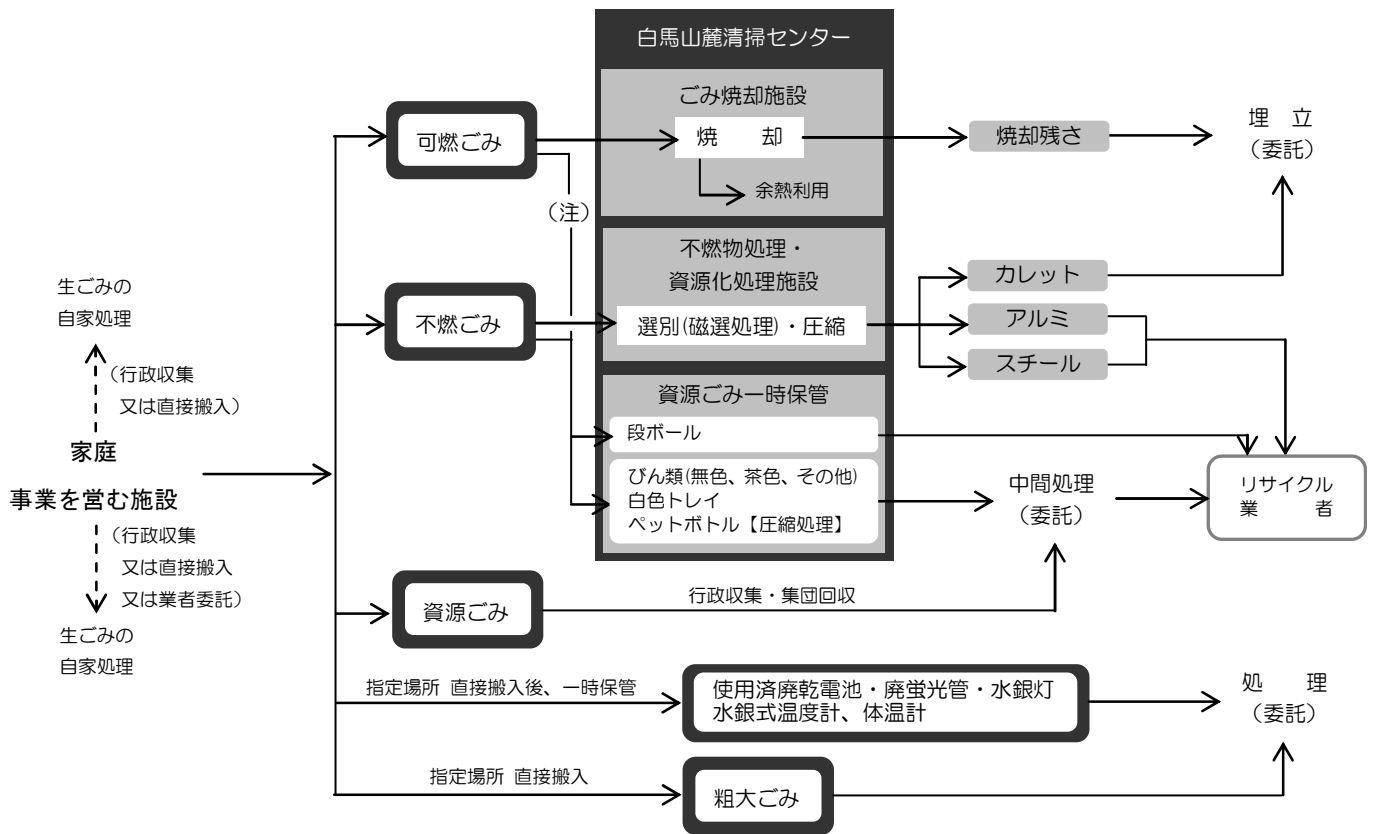 白馬山麓清掃センター
ごみ焼却施設
可燃ごみ
焼　却
焼却残さ
埋　立
（委託）
余熱利用
（注）
不燃物処理・
資源化処理施設
不燃ごみ
選別(磁選処理)・圧縮
カレット
アルミ
スチール
生ごみの
自家処理
（行政収集
又は直接搬入）
家庭
事業を営む施設
（行政収集
又は直接搬入
又は業者委託）
生ごみの
自家処理
資源ごみ一時保管
段ボール
びん類(無色、茶色、その他)
白色トレイ
ペットボトル【圧縮処理】
中間処理
（委託）
リサイクル
業　者
資源ごみ
行政収集・集団回収
指定場所 直接搬入後、一時保管
使用済廃乾電池・廃蛍光管・水銀灯
水銀式温度計、体温計
処　理
（委託）
指定場所 直接搬入
粗大ごみ